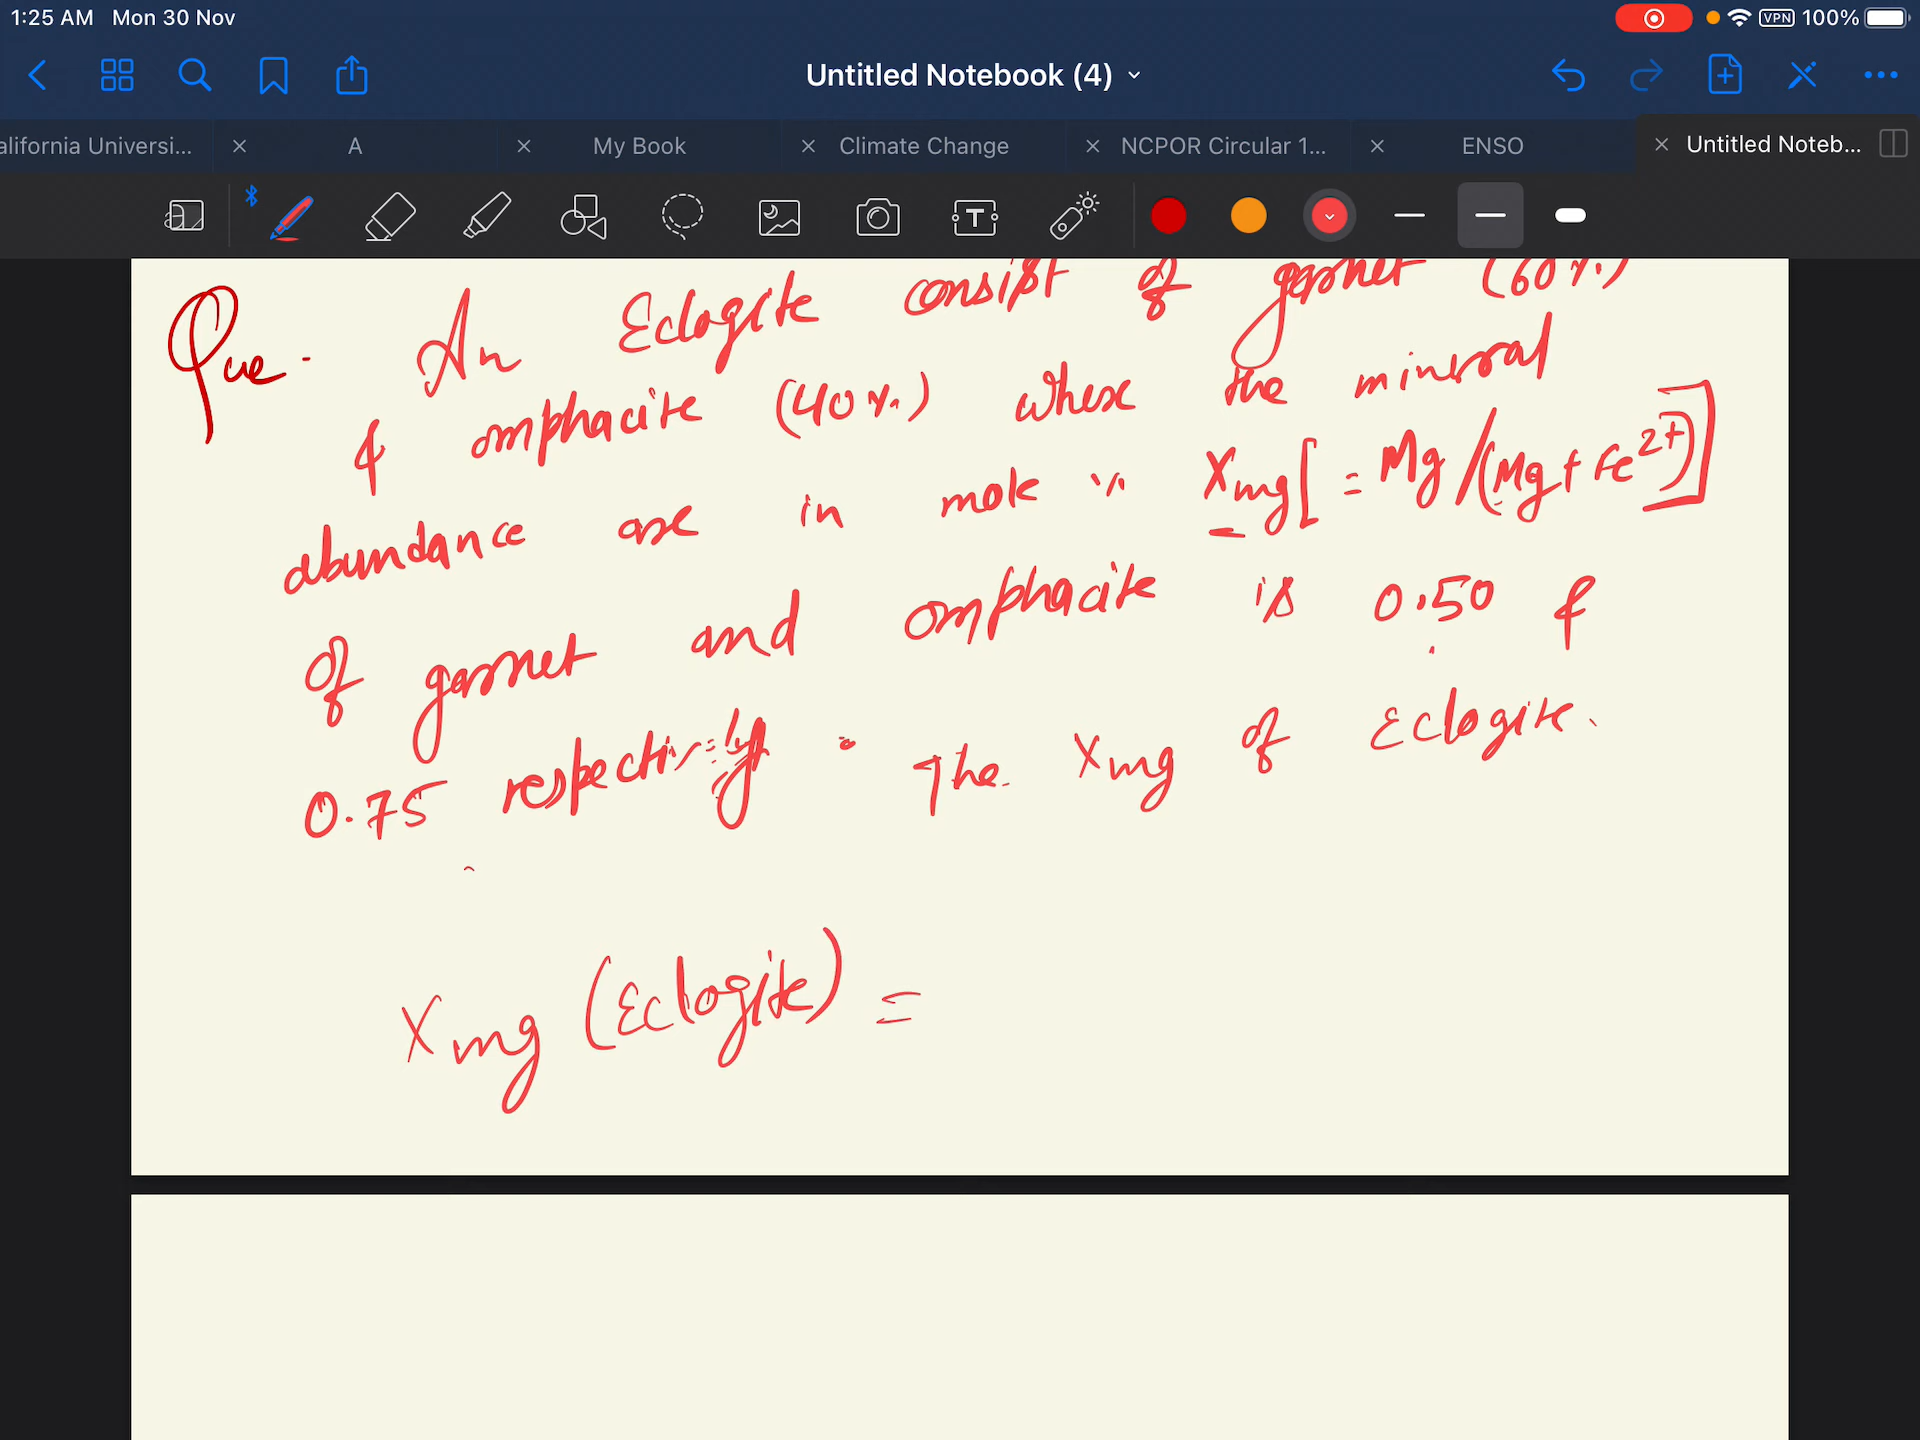 1:25 AM Mon 30 Nov
VPN 100%
Untitled Notebook (4)
alifornia Universi...
A
My Book
Climate Change
NCPOR Circular 1...
ENSO
Untitled Noteb...
T
Que. An Eclogite consist of garnet (60%)
& omphacite (40%) where the mineral
abundance are in mole % Xmg[= Mg/(Mg+Fe²⁺)]
of garnet and omphacite is 0.50 &
0.75 respectively. The Xmg of Eclogite.
Xmg (Eclogite) =